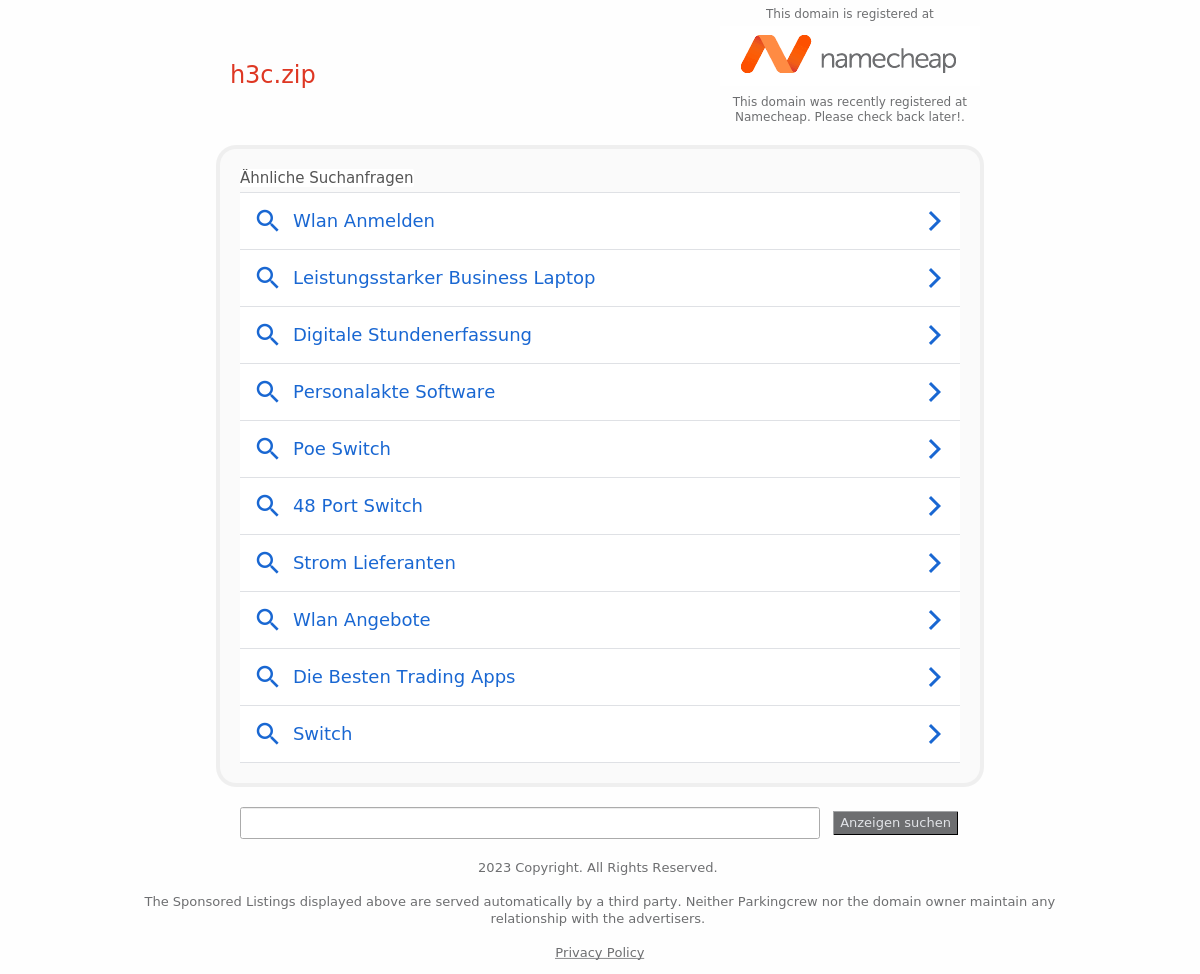 This domain is registered at
namecheap
h3c.zip
This domain was recently registered at
Namecheap. Please check back later!.
Ähnliche Suchanfragen
Wlan Anmelden
Leistungsstarker Business Laptop
Digitale Stundenerfassung
Personalakte Software
Poe Switch
48 Port Switch
Strom Lieferanten
Wlan Angebote
Die Besten Trading Apps
Switch
Anzeigen suchen
2023 Copyright. All Rights Reserved.
The Sponsored Listings displayed above are served automatically by a third party. Neither Parkingcrew nor the domain owner maintain any
relationship with the advertisers.
Privacy Policy